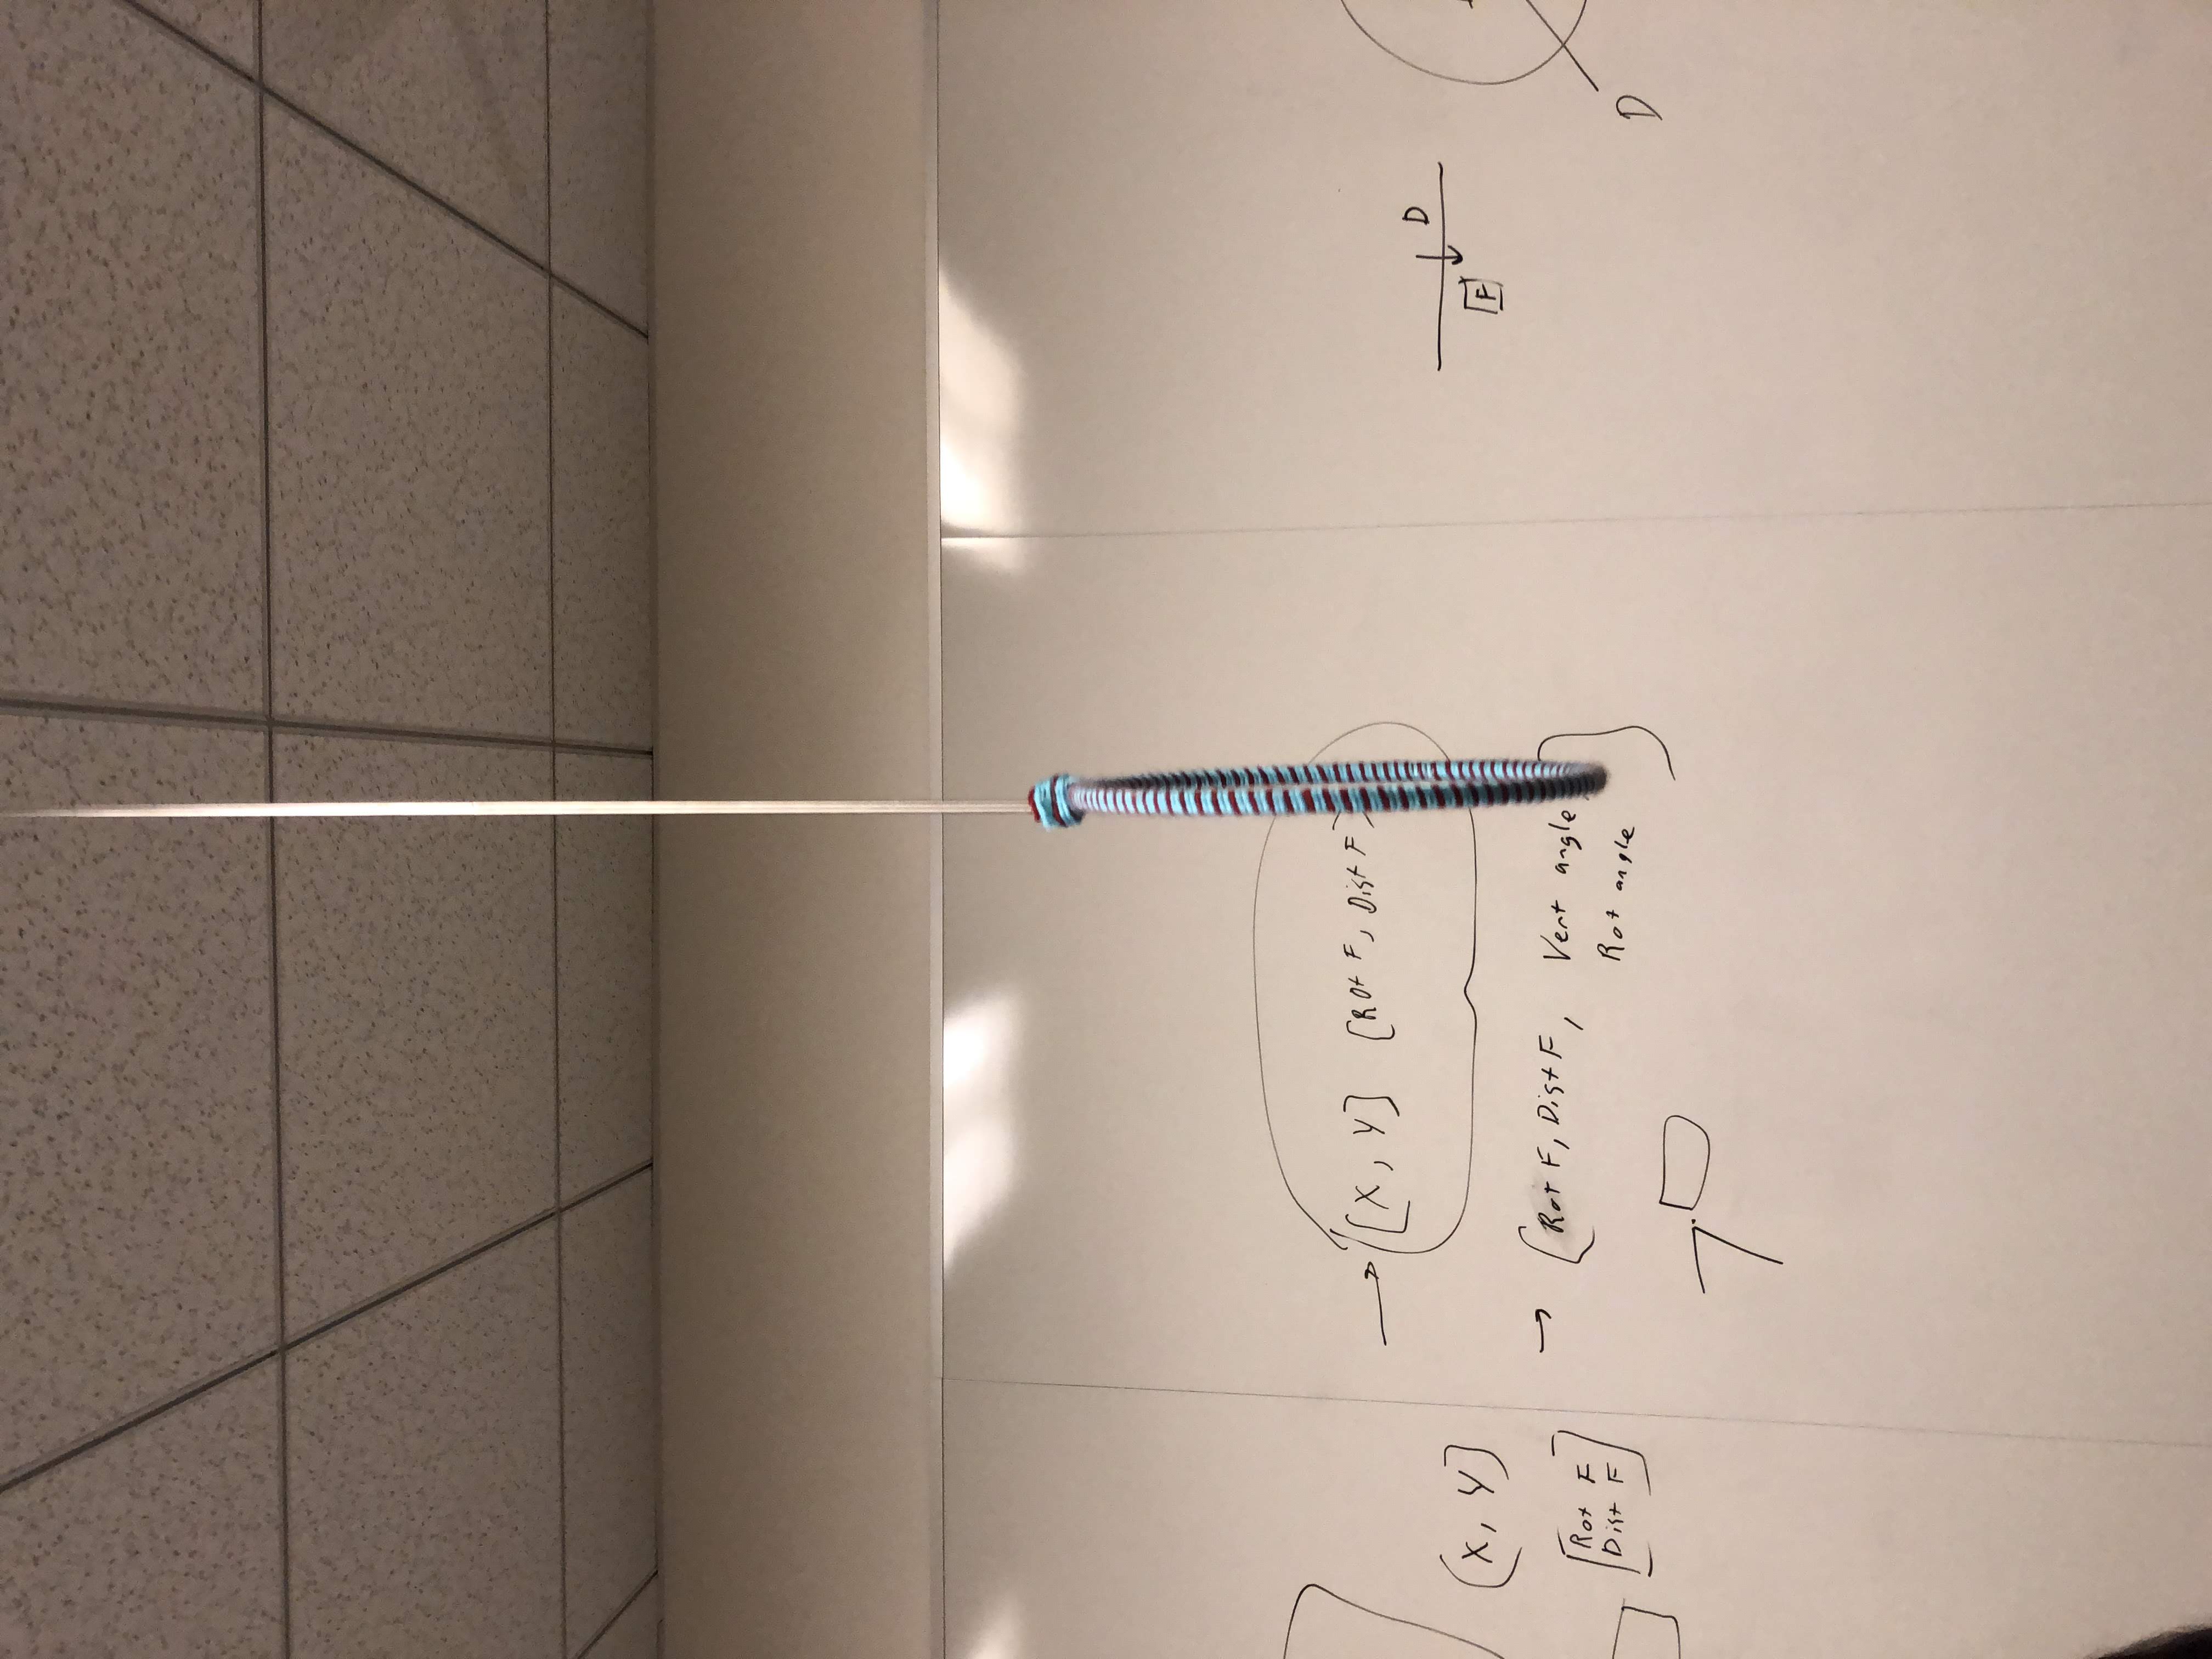 (X, Y]
[Rot F
Dist F]
→ [X, Y] [Rot F, Dist F]
→ [Rot F, Dist F, Vert angle
Rot angle]
D
F
D